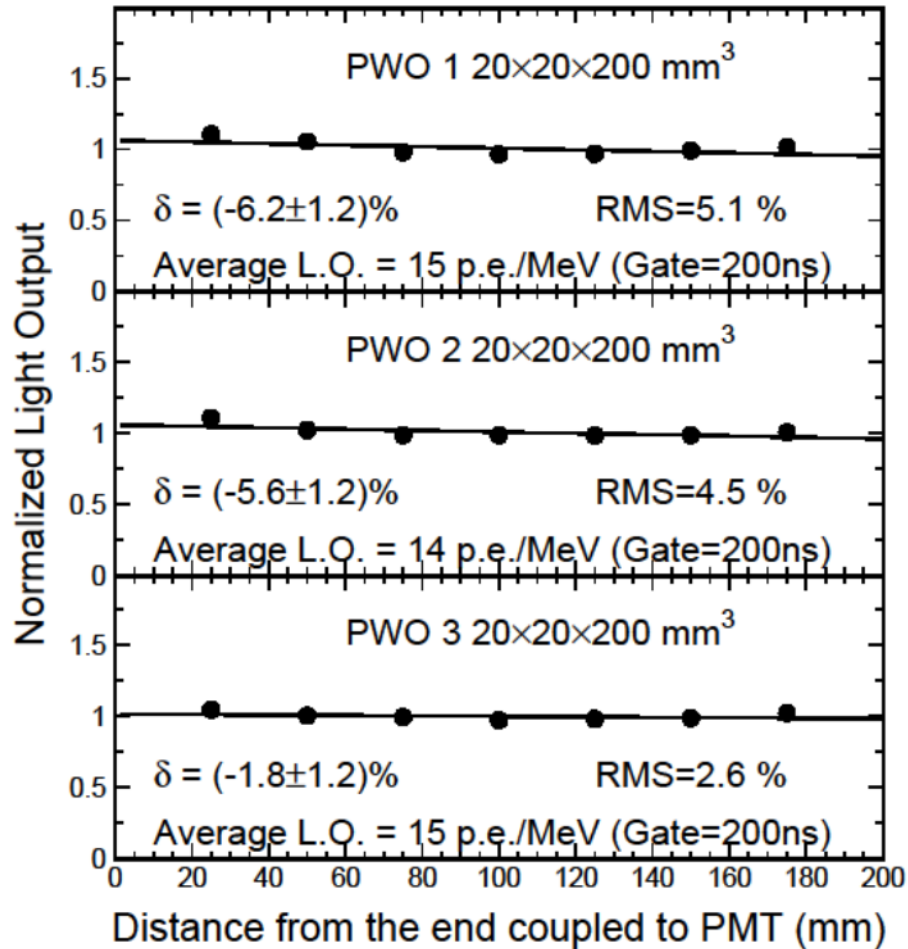 Normalized Light Output
1.5
1
0.5
0
PWO 1 20×20×200 mm³
δ = (-6.2±1.2)% RMS=5.1 %
Average L.O. = 15 p.e./MeV (Gate=200ns)
1.5
1
0.5
0
PWO 2 20×20×200 mm³
δ = (-5.6±1.2)% RMS=4.5 %
Average L.O. = 14 p.e./MeV (Gate=200ns)
1.5
1
0.5
0
PWO 3 20×20×200 mm³
δ = (-1.8±1.2)% RMS=2.6 %
Average L.O. = 15 p.e./MeV (Gate=200ns)
0 20 40 60 80 100 120 140 160 180 200
Distance from the end coupled to PMT (mm)